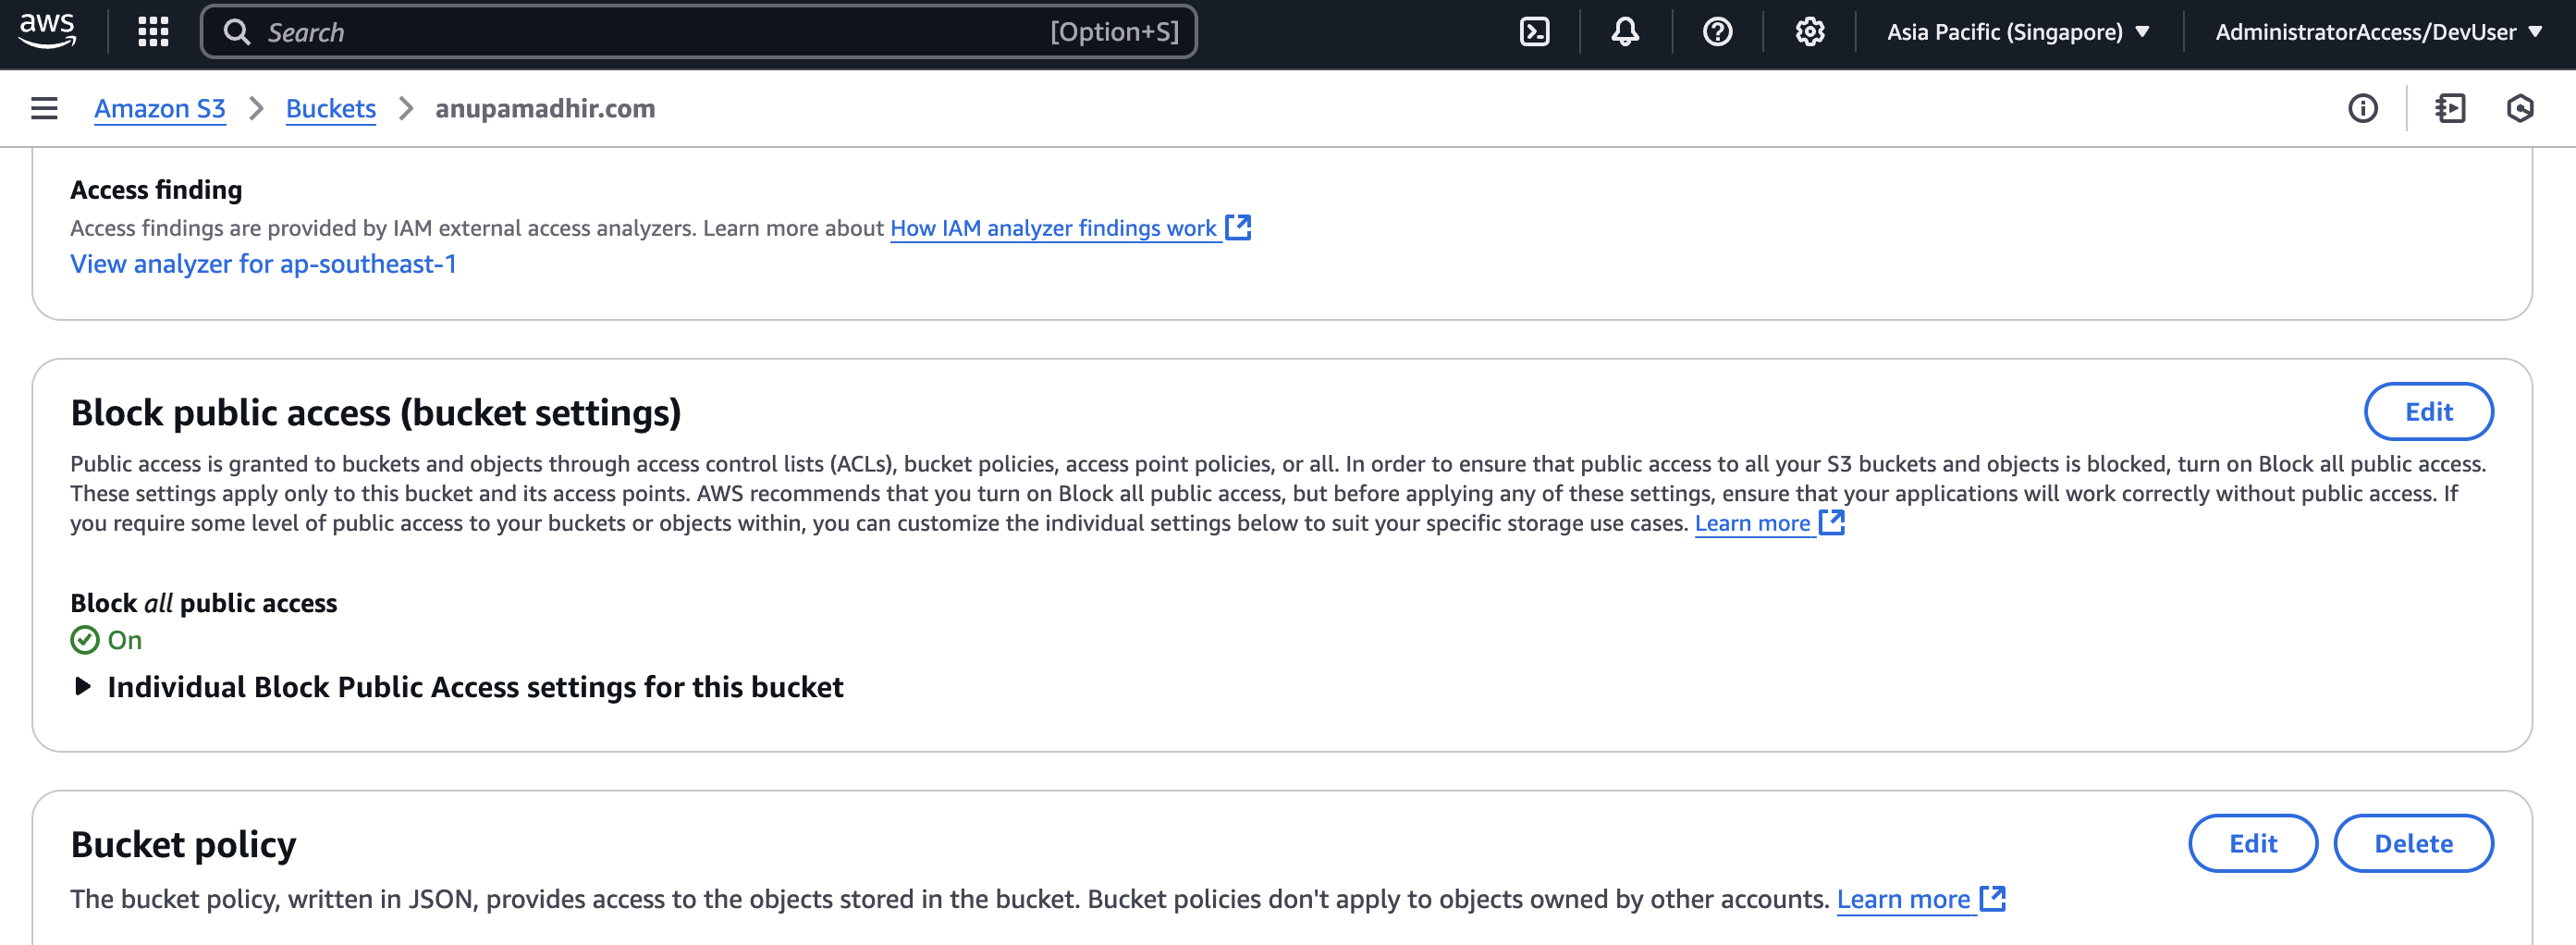 aws
Search [Option+S] Asia Pacific (Singapore) AdministratorAccess/DevUser
Amazon S3 Buckets anupamadhir.com
Access finding
Access findings are provided by IAM external access analyzers. Learn more about How IAM analyzer findings work
View analyzer for ap-southeast-1
Block public access (bucket settings)
Edit
Public access is granted to buckets and objects through access control lists (ACLs), bucket policies, access point policies, or all. In order to ensure that public access to all your S3 buckets and objects is blocked, turn on Block all public access.
These settings apply only to this bucket and its access points. AWS recommends that you turn on Block all public access, but before applying any of these settings, ensure that your applications will work correctly without public access. If
you require some level of public access to your buckets or objects within, you can customize the individual settings below to suit your specific storage use cases. Learn more
Block all public access
On
Individual Block Public Access settings for this bucket
Bucket policy
Edit Delete
The bucket policy, written in JSON, provides access to the objects stored in the bucket. Bucket policies don't apply to objects owned by other accounts. Learn more